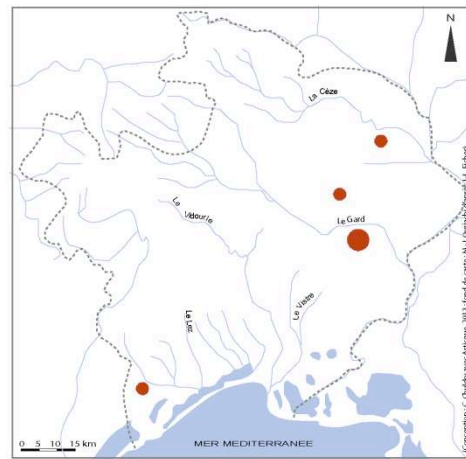 N
La Cèze
Le Gard
Le Vidourle
Le Vistre
Le Lez
0 5 10 15 km
MER MEDITERRANEE